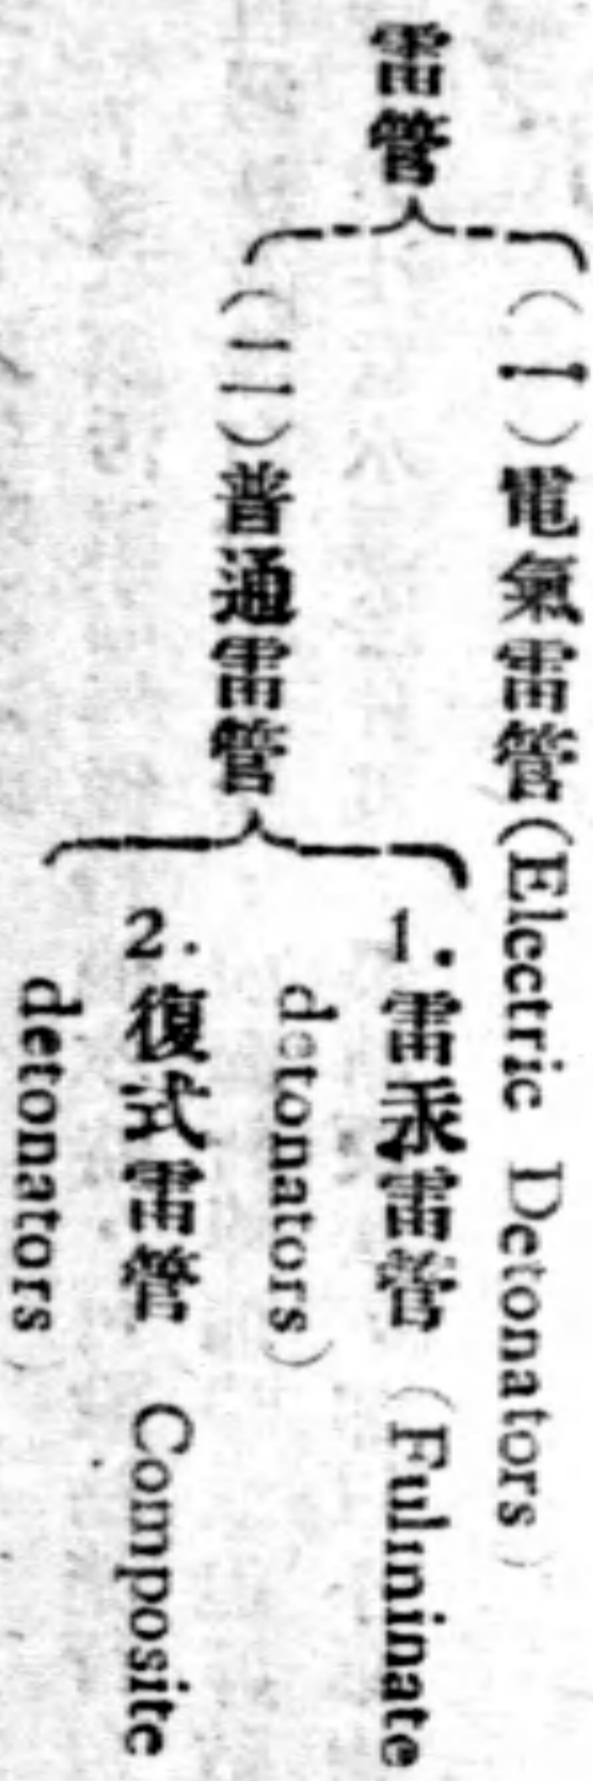 雷管
(一)電氣雷管(Electric Detonators)
(二)普通雷管
1.雷汞雷管 (Fulminate
detonators)
2.復式雷管 Composite
detonators)